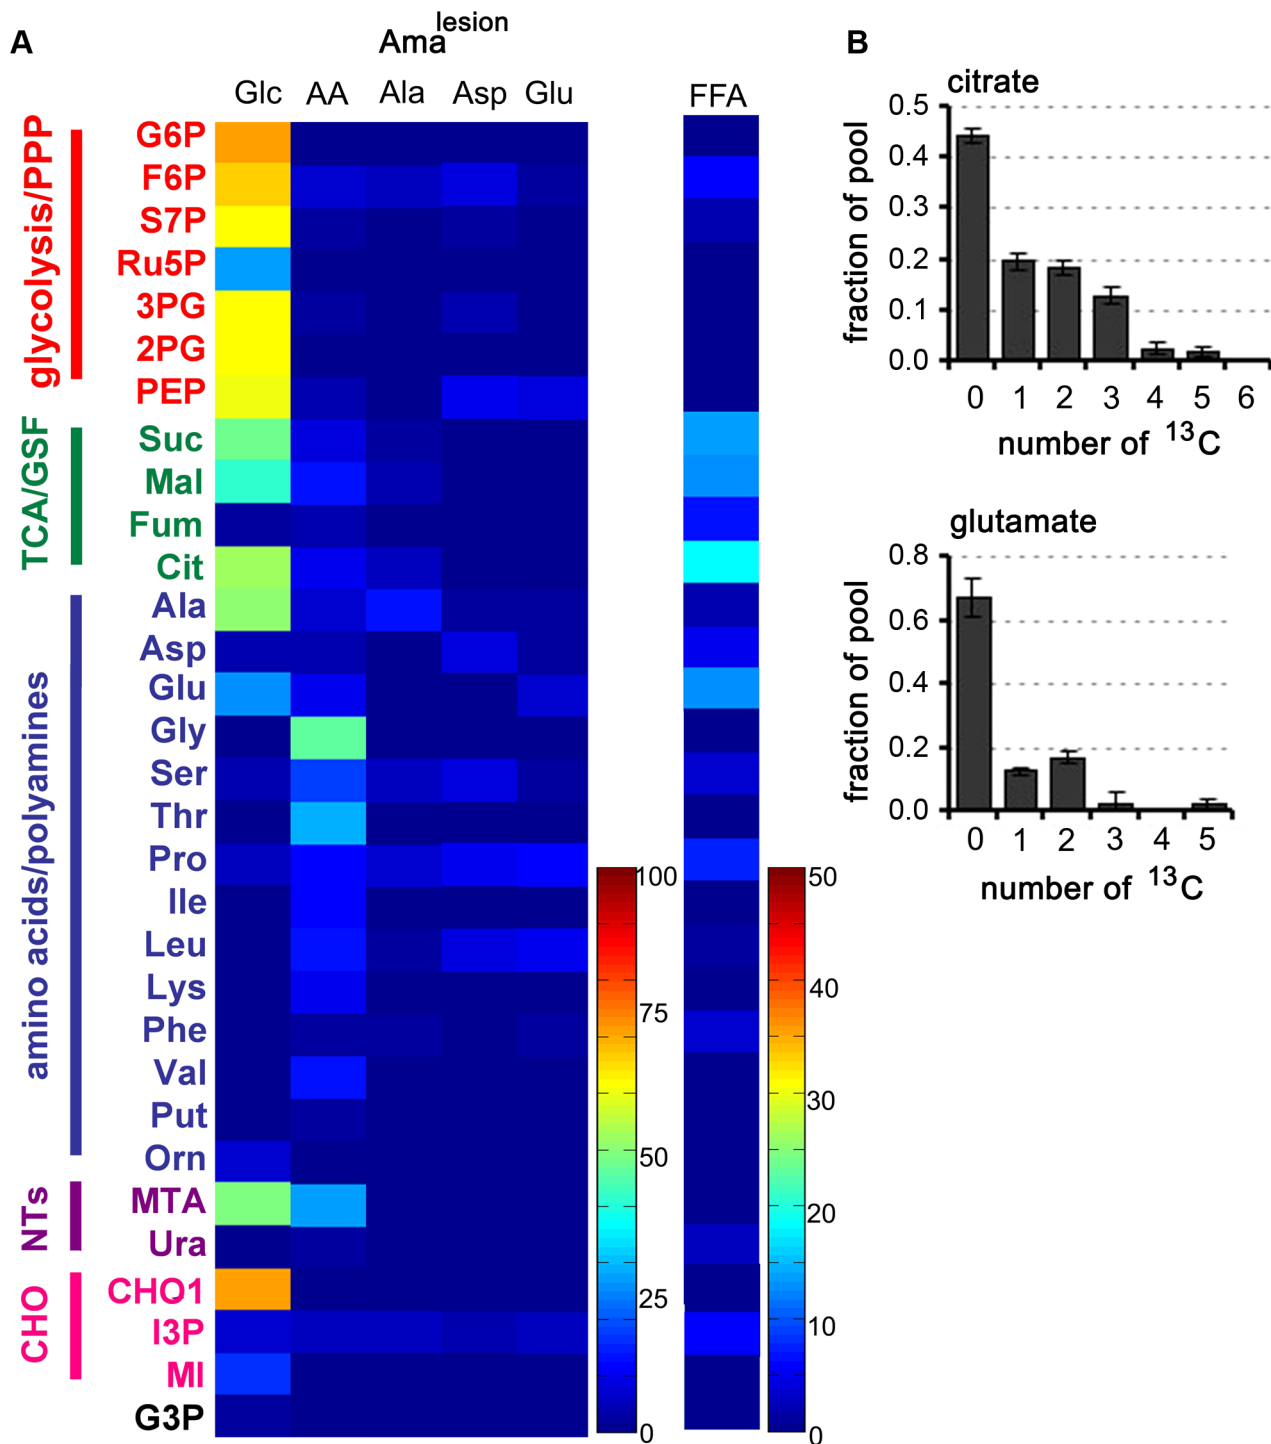 A
Ama lesion
Glc AA Ala Asp Glu
FFA
glycolysis/PPP
G6P
F6P
S7P
Ru5P
3PG
2PG
PEP
TCA/GSF
Suc
Mal
Fum
Cit
amino acids/polyamines
Ala
Asp
Glu
Gly
Ser
Thr
Pro
Ile
Leu
Lys
Phe
Val
Put
Orn
NTs
MTA
Ura
CHO
CHO1
I3P
MI
G3P
100
75
50
25
0
50
40
30
20
10
0
B
citrate
fraction of pool
0.5
0.4
0.3
0.2
0.1
0.0
0 1 2 3 4 5 6
number of 13C
glutamate
fraction of pool
0.8
0.6
0.4
0.2
0.0
0 1 2 3 4 5
number of 13C